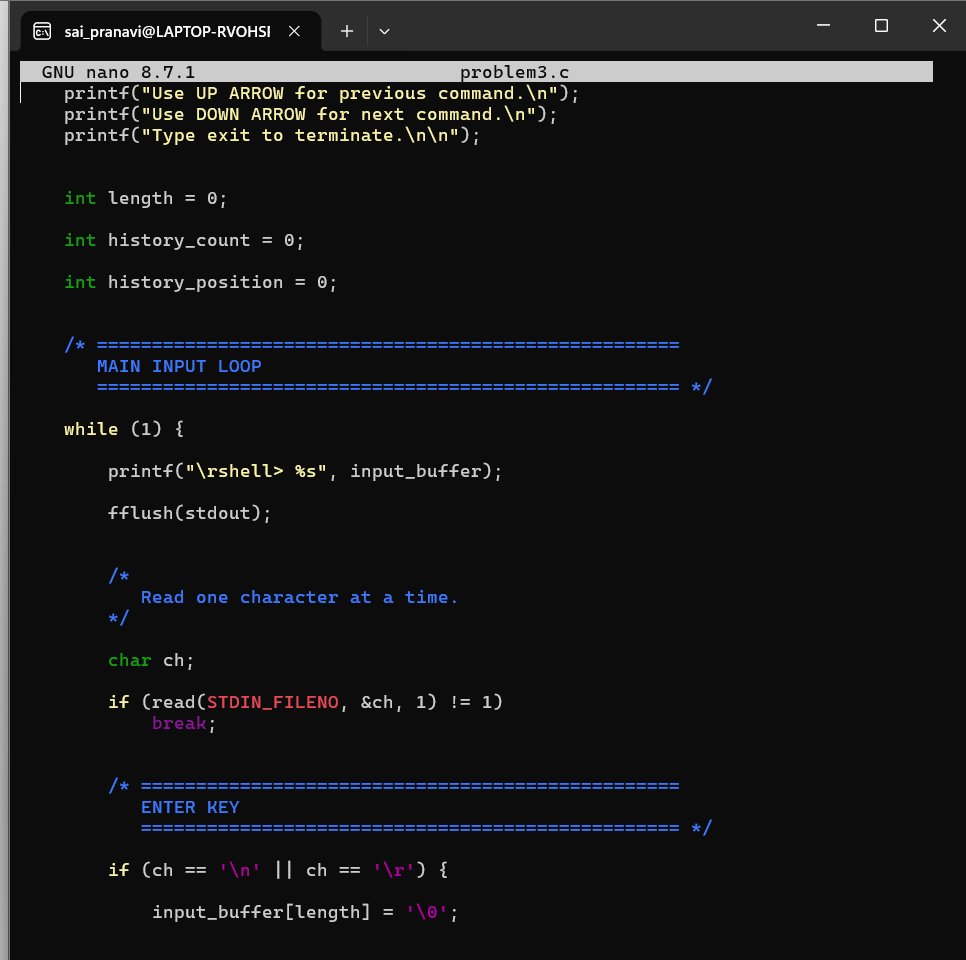 sai_pranavi@LAPTOP-RVOHSI
GNU nano 8.7.1 problem3.c
printf("Use UP ARROW for previous command.\n");
printf("Use DOWN ARROW for next command.\n");
printf("Type exit to terminate.\n\n");
int length = 0;
int history_count = 0;
int history_position = 0;
/* =====================================================
MAIN INPUT LOOP
===================================================== */
while (1) {
printf("\rshell> %s", input_buffer);
fflush(stdout);
/*
Read one character at a time.
*/
char ch;
if (read(STDIN_FILENO, &ch, 1) != 1)
break;
/* =================================================
ENTER KEY
================================================= */
if (ch == '\n' || ch == '\r') {
input_buffer[length] = '\0';